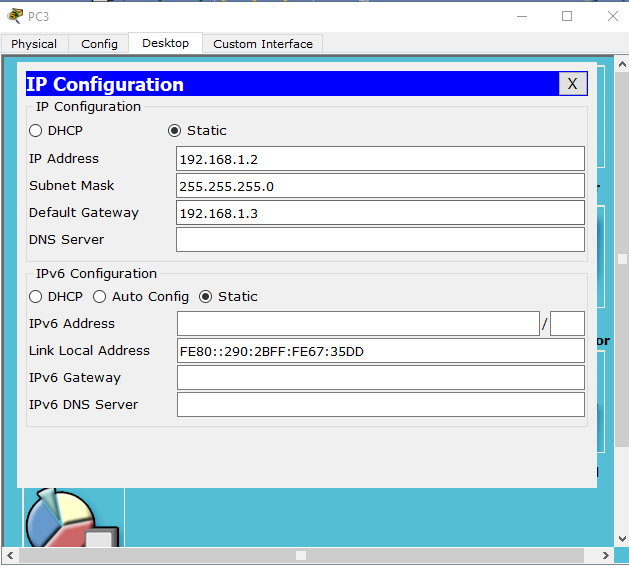 PC3
Physical Config Desktop Custom Interface
IP Configuration X
IP Configuration
DHCP Static
IP Address 192.168.1.2
Subnet Mask 255.255.255.0
Default Gateway 192.168.1.3
DNS Server
IPv6 Configuration
DHCP Auto Config Static
IPv6 Address /
Link Local Address FE80::290:2BFF:FE67:35DD
or
IPv6 Gateway
IPv6 DNS Server